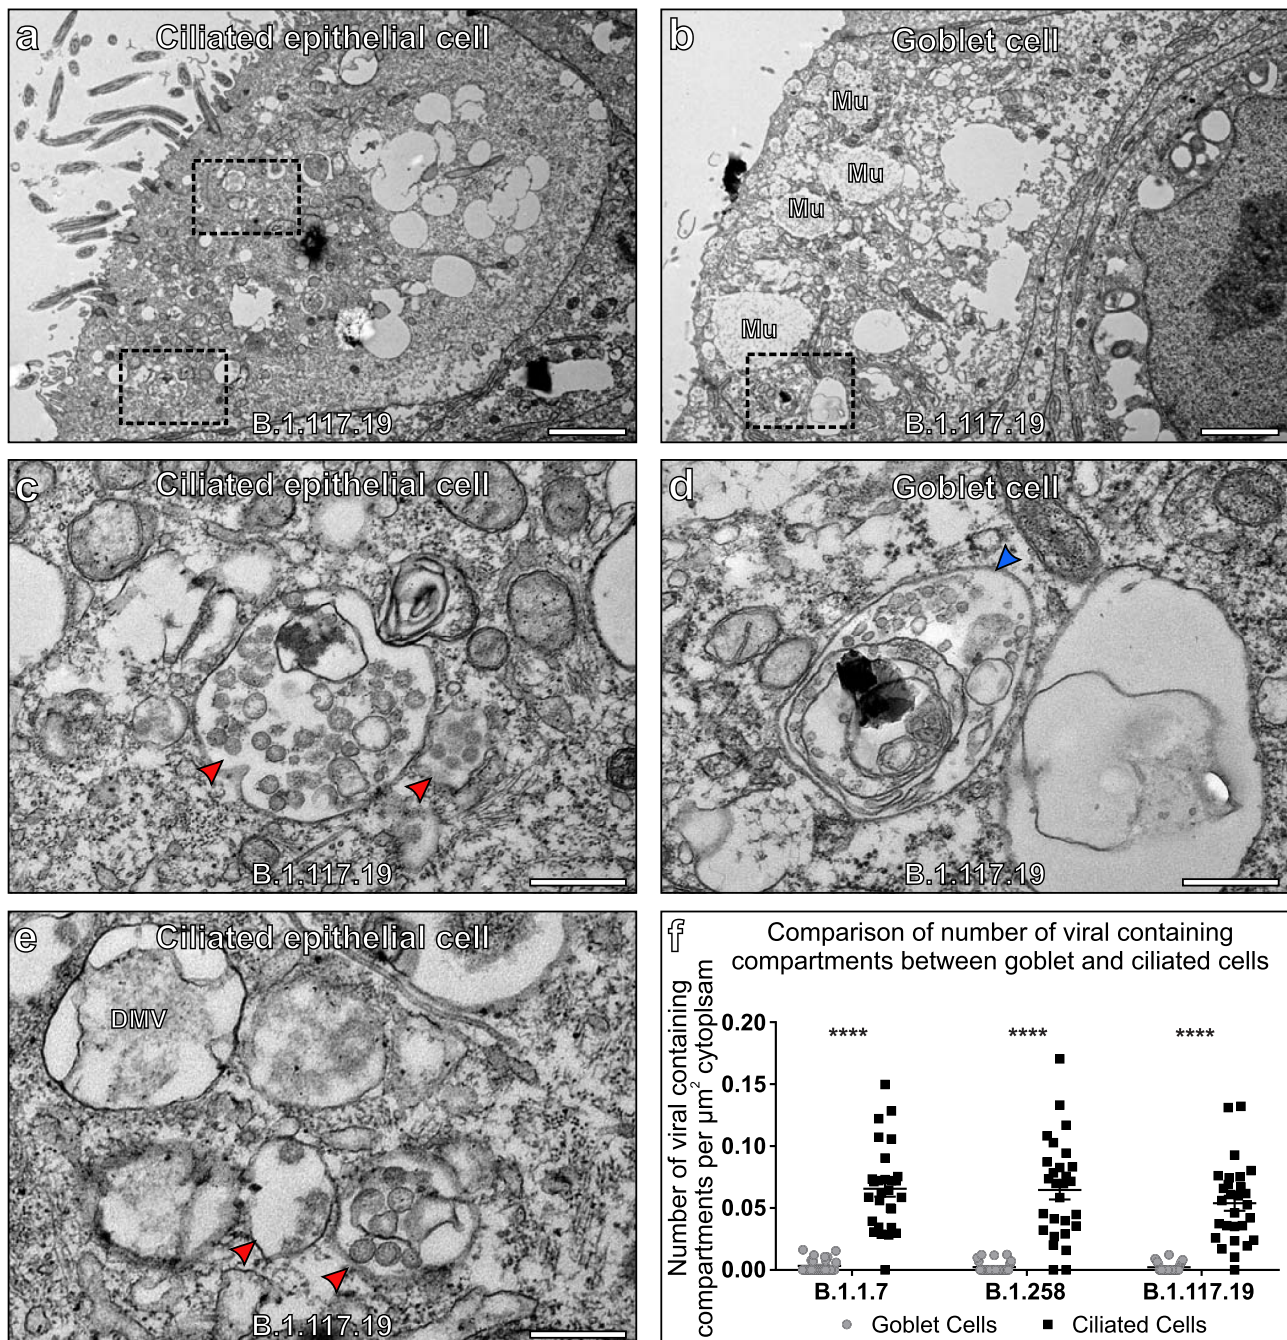 a
Ciliated epithelial cell
B.1.117.19
b
Goblet cell
Mu
Mu
Mu
Mu
B.1.117.19
c
Ciliated epithelial cell
B.1.117.19
d
Goblet cell
B.1.117.19
e
Ciliated epithelial cell
DMV
B.1.117.19
f
Comparison of number of viral containing
compartments between goblet and ciliated cells
Number of viral containing
compartments per µm² cytoplsam
0.20
0.15
0.10
0.05
0.00
****
****
****
B.1.1.7
B.1.258
B.1.117.19
Goblet Cells
Ciliated Cells